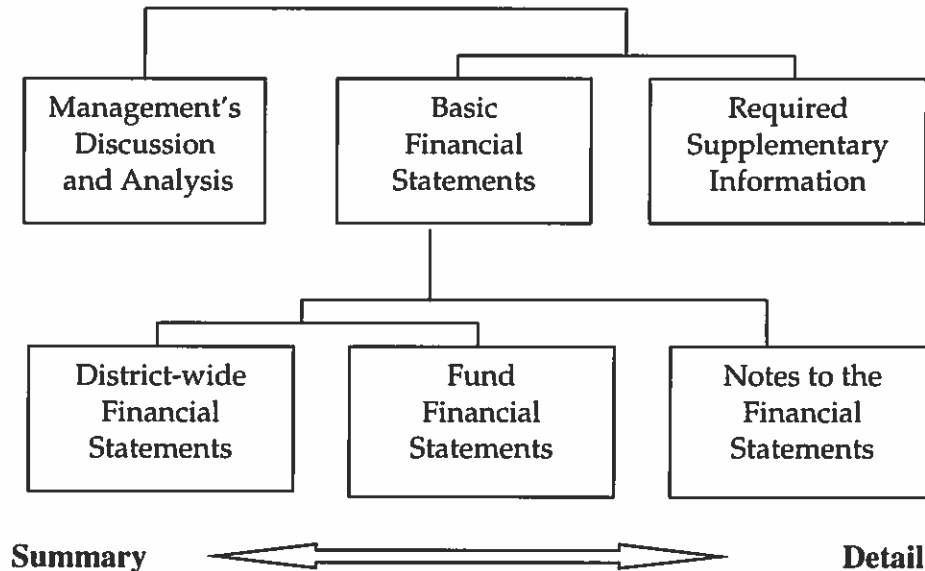 Management's
Discussion
and Analysis
Basic
Financial
Statements
Required
Supplementary
Information
District-wide
Financial
Statements
Fund
Financial
Statements
Notes to the
Financial
Statements
Summary
Detail